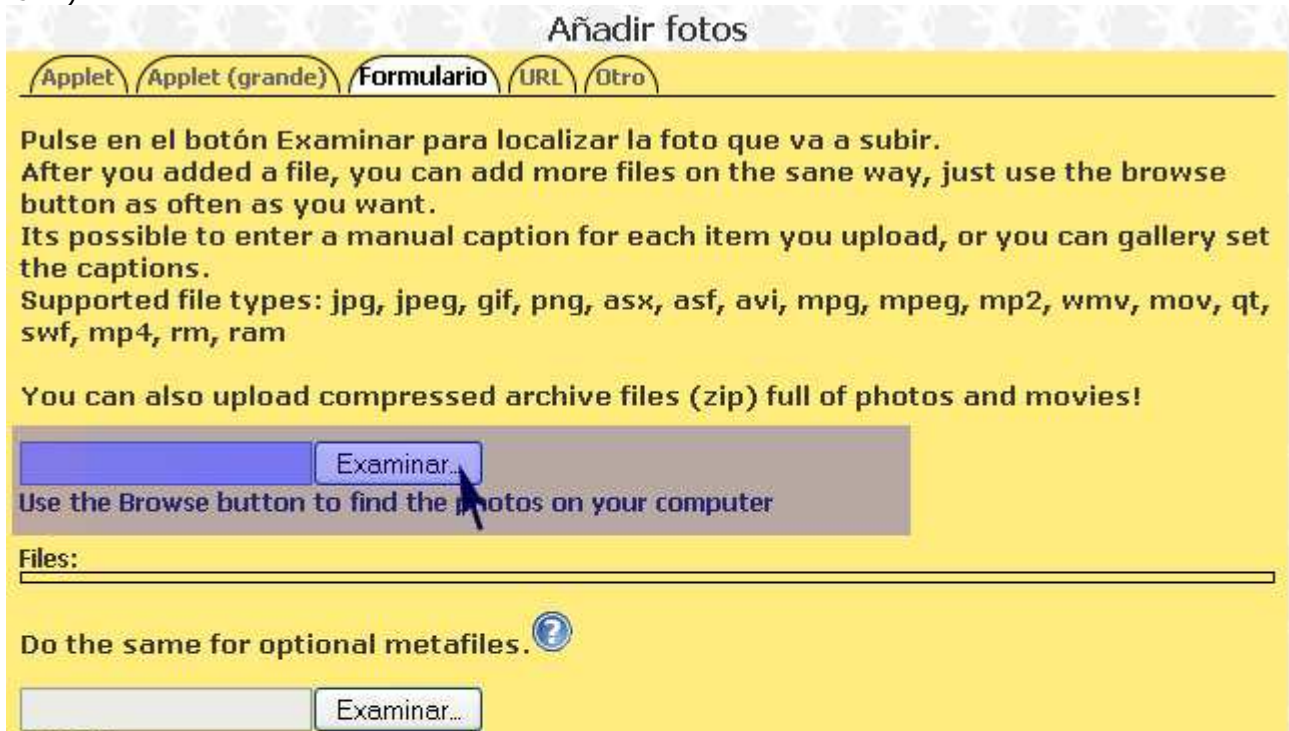 Añadir fotos
Applet Applet (grande) Formulario URL Otro
Pulse en el botón Examinar para localizar la foto que va a subir.
After you added a file, you can add more files on the sane way, just use the browse
button as often as you want.
Its possible to enter a manual caption for each item you upload, or you can gallery set
the captions.
Supported file types: jpg, jpeg, gif, png, asx, asf, avi, mpg, mpeg, mp2, wmv, mov, qt,
swf, mp4, rm, ram
You can also upload compressed archive files (zip) full of photos and movies!
Examinar...
Use the Browse button to find the photos on your computer
Files:
Do the same for optional metafiles.
Examinar...